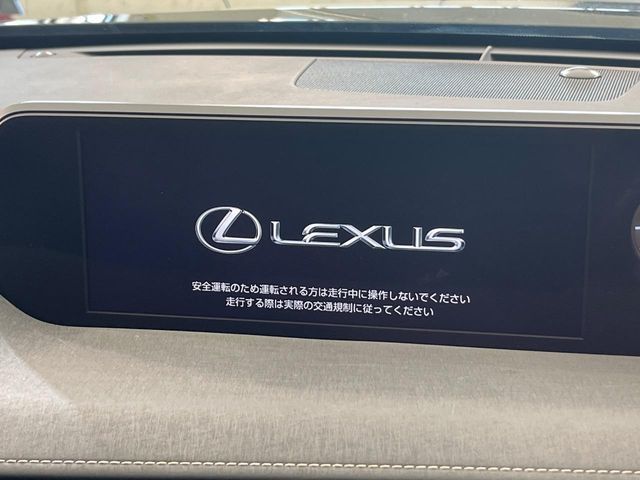 LEXUS
安全運転のため運転される方は走行中に操作しないでください
走行する際は実際の交通規制に従ってください